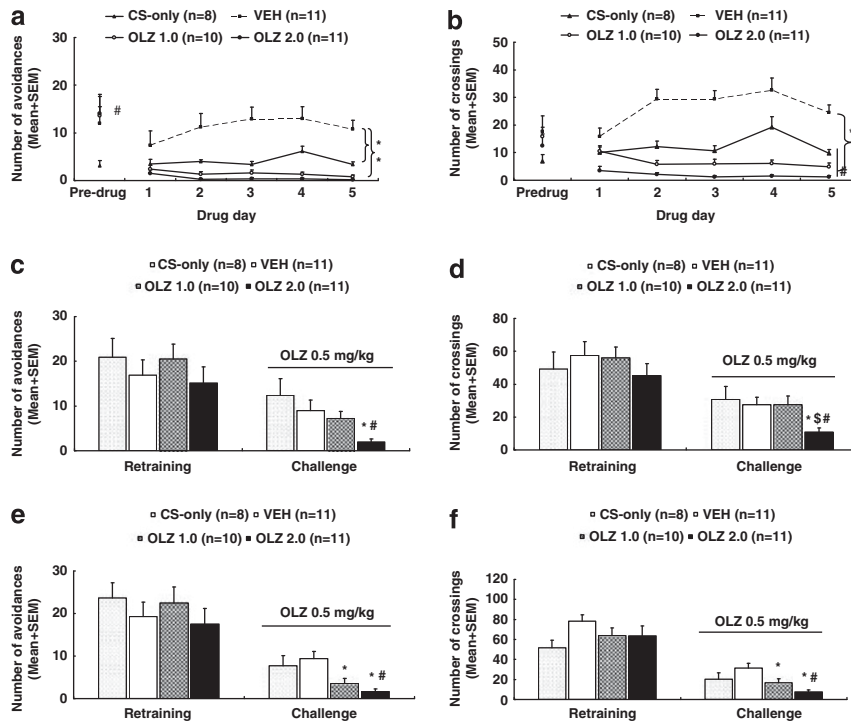 a
CS-only (n=8) VEH (n=11)
OLZ 1.0 (n=10) OLZ 2.0 (n=11)
Number of avoidances
(Mean+SEM)
30
20
10
0
#
*
*
Pre-drug 1 2 3 4 5
Drug day
b
CS-only (n=8) VEH (n=11)
OLZ 1.0 (n=10) OLZ 2.0 (n=11)
Number of crossings
(Mean+SEM)
50
40
30
20
10
0
*
#
Predrug 1 2 3 4 5
Drug day
c
CS-only (n=8) VEH (n=11)
OLZ 1.0 (n=10) OLZ 2.0 (n=11)
Number of avoidances
(Mean+SEM)
30
20
10
0
OLZ 0.5 mg/kg
* #
Retraining Challenge
d
CS-only (n=8) VEH (n=11)
OLZ 1.0 (n=10) OLZ 2.0 (n=11)
Number of crossings
(Mean+SEM)
80
60
40
20
0
OLZ 0.5 mg/kg
* $ #
Retraining Challenge
e
CS-only (n=8) VEH (n=11)
OLZ 1.0 (n=10) OLZ 2.0 (n=11)
Number of avoidances
(Mean+SEM)
30
20
10
0
OLZ 0.5 mg/kg
*
* #
Retraining Challenge
f
CS-only (n=8) VEH (n=11)
OLZ 1.0 (n=10) OLZ 2.0 (n=11)
Number of crossings
(Mean+SEM)
120
100
80
60
40
20
0
OLZ 0.5 mg/kg
*
* #
Retraining Challenge